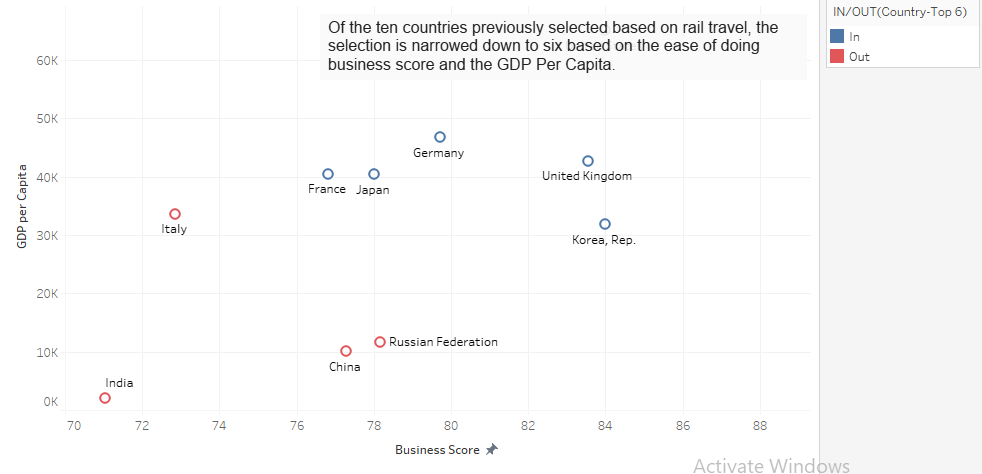 Of the ten countries previously selected based on rail travel, the
selection is narrowed down to six based on the ease of doing
business score and the GDP Per Capita.
IN/OUT(Country-Top 6)
In
Out
GDP per Capita
60K
50K
40K
30K
20K
10K
0K
Germany
United Kingdom
France
Japan
Italy
Korea, Rep.
Russian Federation
China
India
70
72
74
76
78
80
82
84
86
88
Business Score
Activate Windows